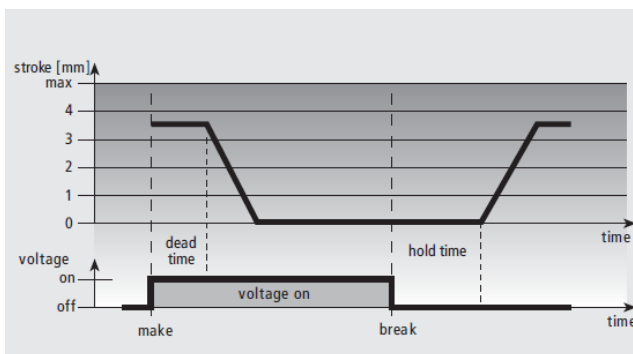 stroke [mm]
max
4
3
2
1
0
time
dead
time
hold time
voltage
on
voltage on
off
time
make
break